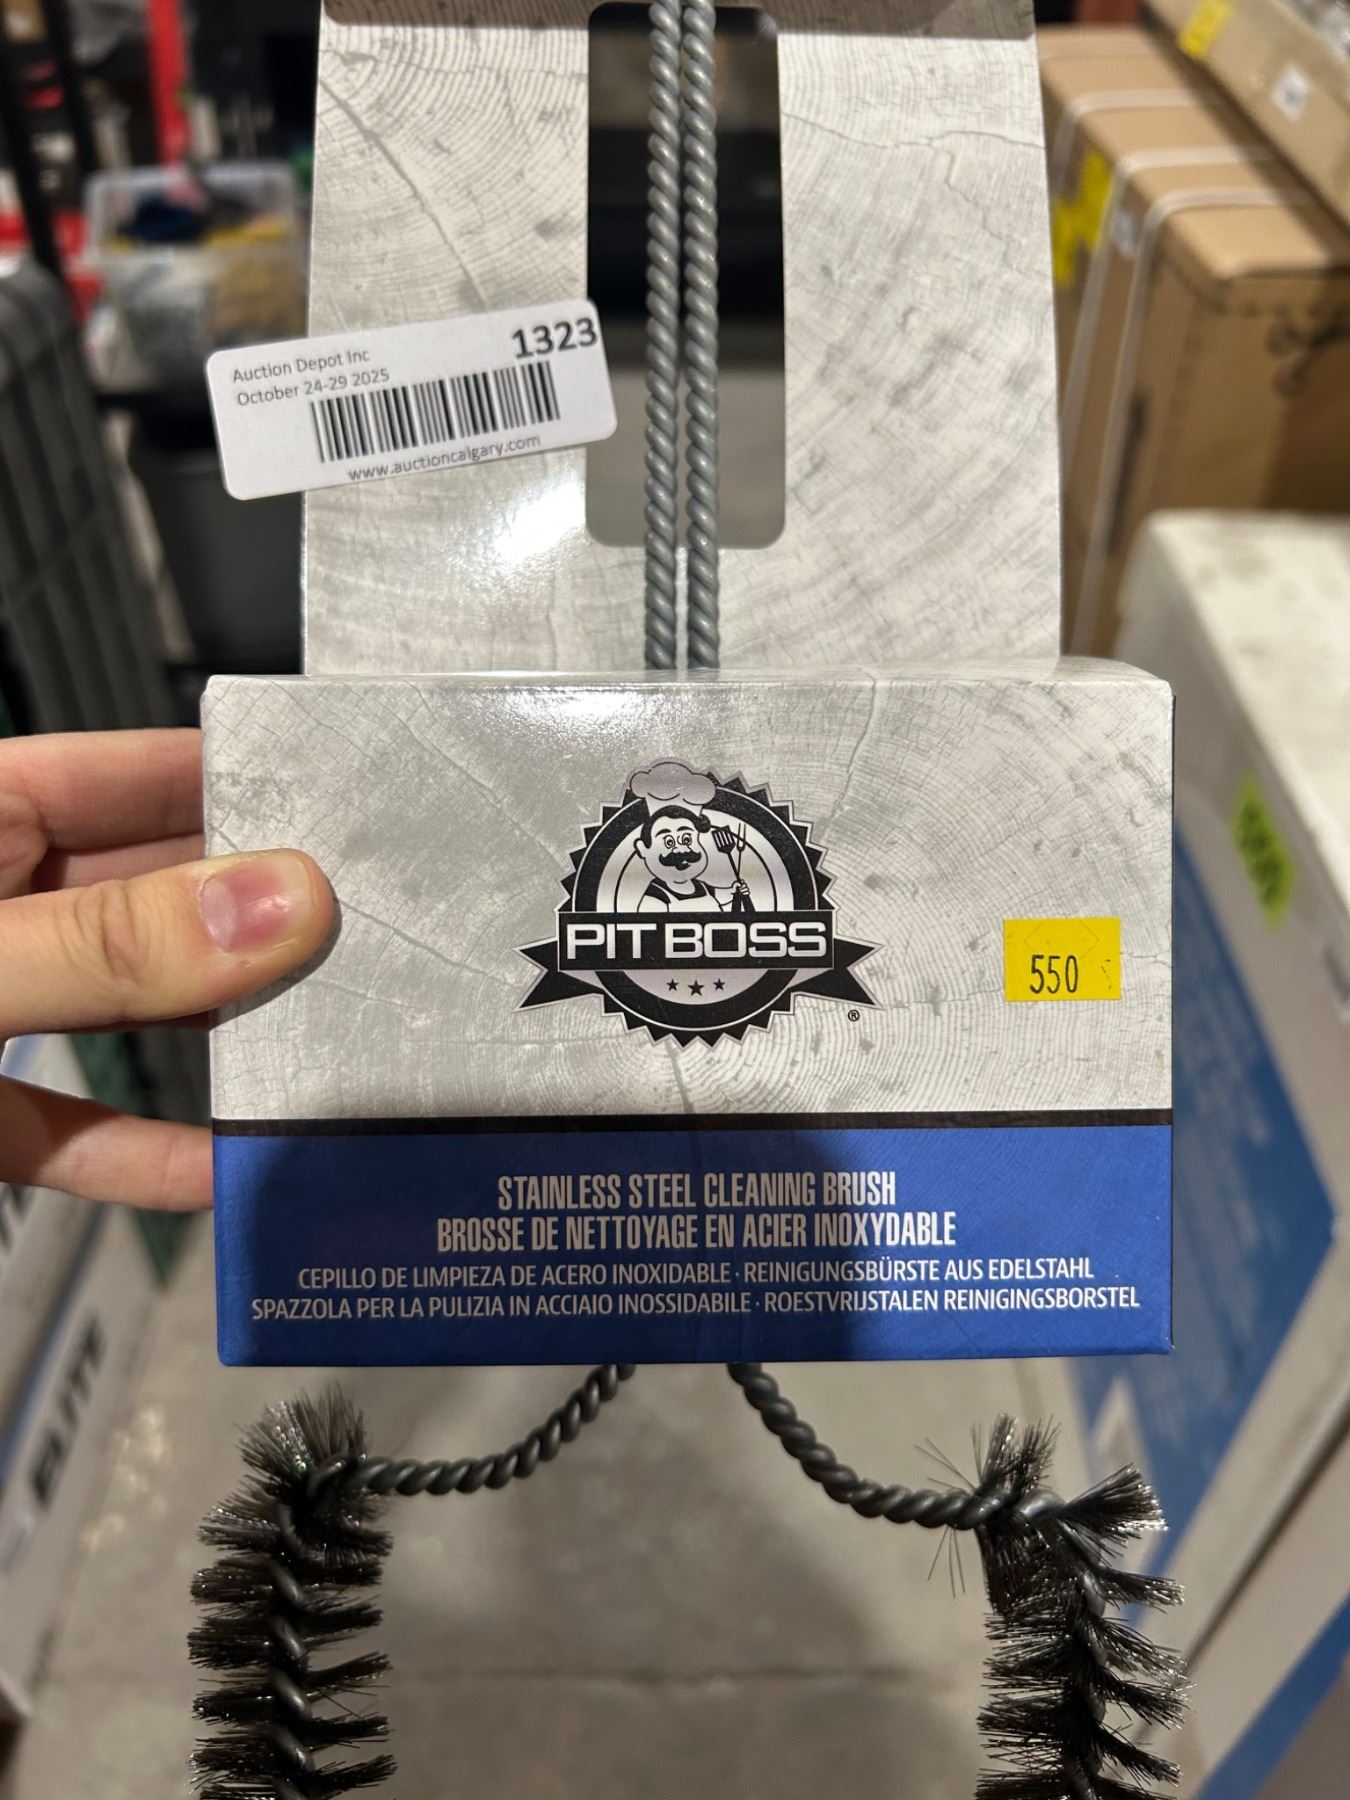 1323
Auction Depot Inc
October 24-29 2025
www.auctioncalgary.com
PIT BOSS
®
550
STAINLESS STEEL CLEANING BRUSH
BROSSE DE NETTOYAGE EN ACIER INOXYDABLE
CEPILLO DE LIMPIEZA DE ACERO INOXIDABLE · REINIGUNGSBÜRSTE AUS EDELSTAHL
SPAZZOLA PER LA PULIZIA IN ACCIAIO INOSSIDABILE · ROESTVRIJSTALEN REINIGINGSBORSTEL
ELITE